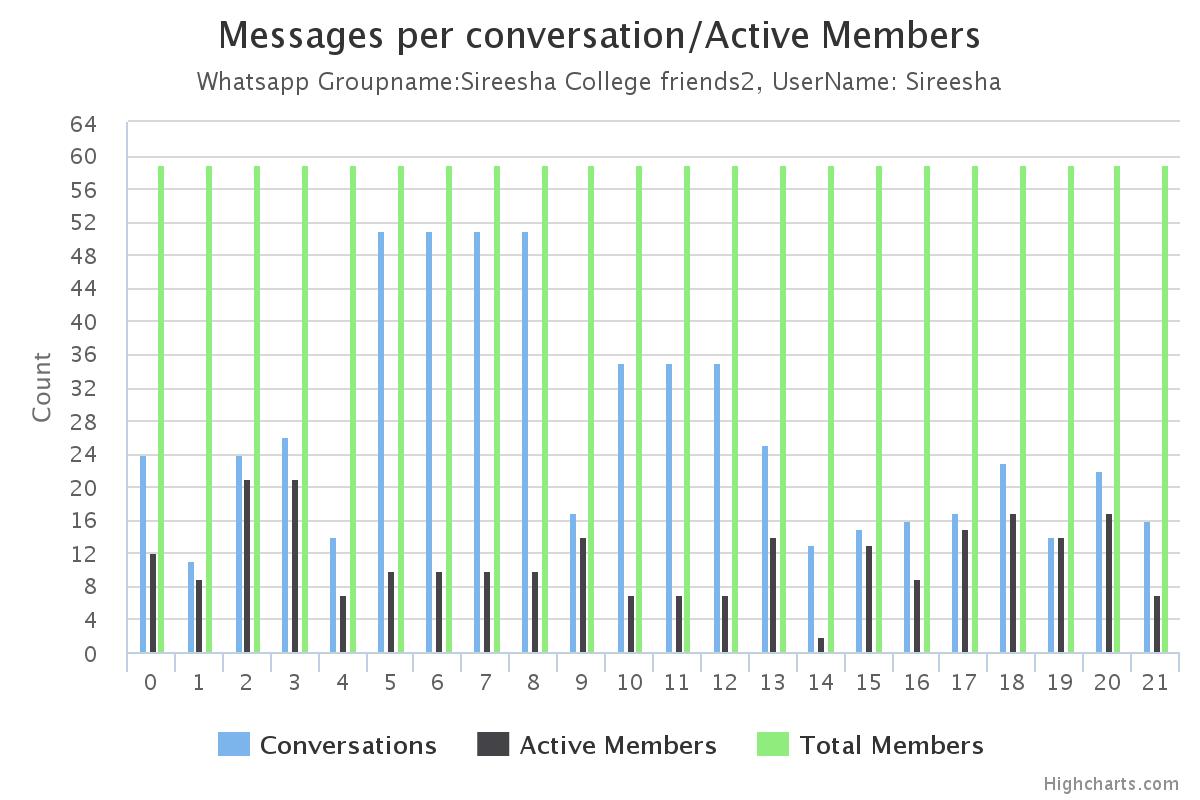 Messages per conversation/Active Members
Whatsapp Groupname:Sireesha College friends2, UserName: Sireesha
64
60
56
52
48
44
40
36
32
28
24
20
16
12
8
4
0
Count
0 1 2 3 4 5 6 7 8 9 10 11 12 13 14 15 16 17 18 19 20 21
Conversations Active Members Total Members
Highcharts.com